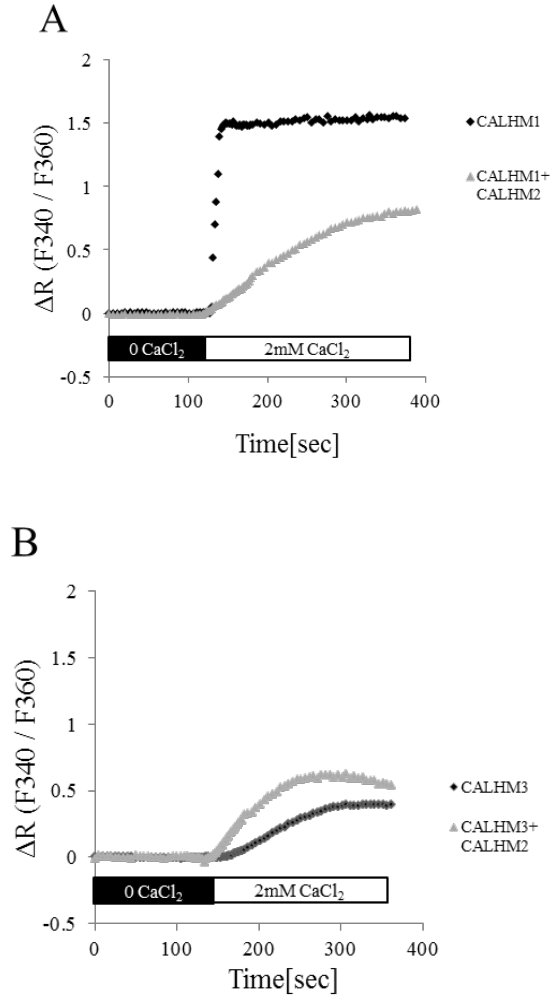 A
2
1.5
1
0.5
0
-0.5
ΔR (F340 / F360)
CALHM1
CALHM1+
CALHM2
0 CaCl₂
2mM CaCl₂
0
100
200
300
400
Time[sec]
B
2
1.5
1
0.5
0
-0.5
ΔR (F340 / F360)
CALHM3
CALHM3+
CALHM2
0 CaCl₂
2mM CaCl₂
0
100
200
300
400
Time[sec]